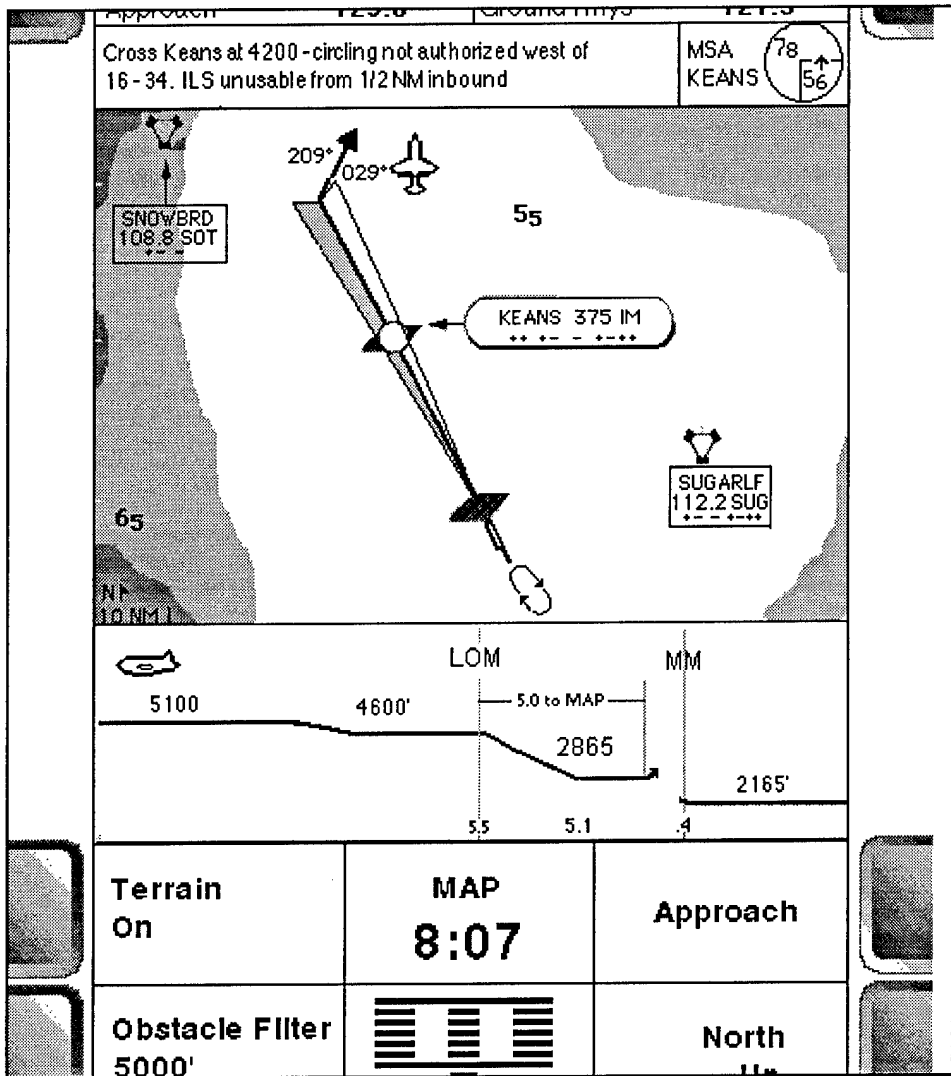 Approach
Cross Keans at 4200 - circling not authorized west of
16 - 34. ILS unusable from 1/2 NM inbound
MSA
KEANS
78
56
209°
029°
SNOWBRD
108.8 SOT
55
KEANS 375 IM
SUGARLF
112.2 SUG
65
N
10 NM
LOM
MM
5100
4600'
5.0 to MAP
2865
2165'
5.5
5.1
.4
Terrain
On
MAP
8:07
Approach
Obstacle Filter
5000'
North